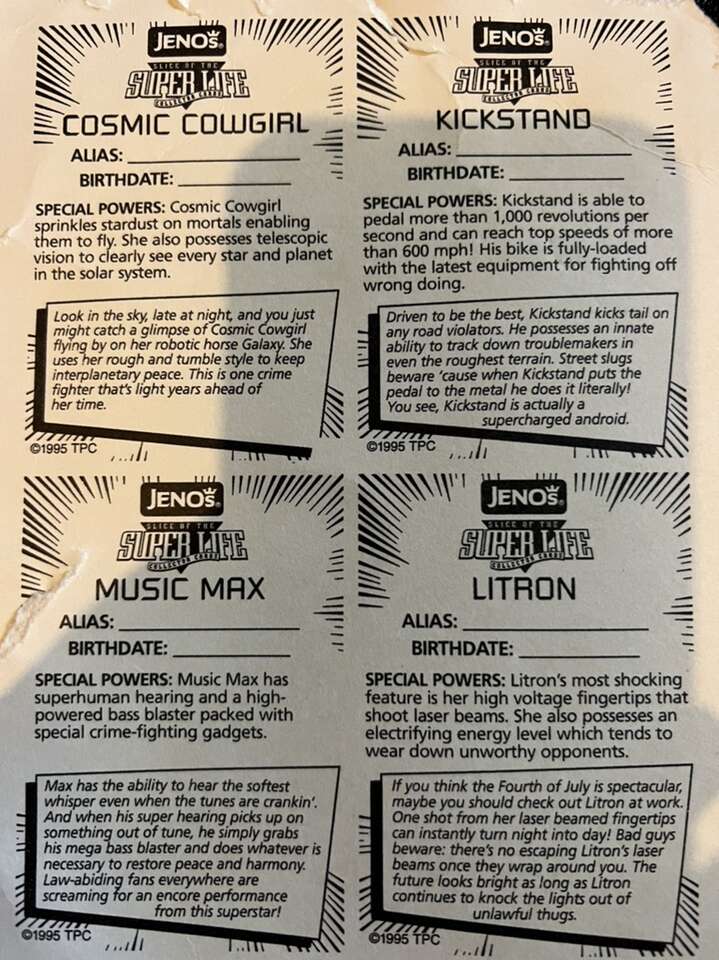 JENO'S®
SLICE OF THE
SUPER LIFE
COLLECTOR CARDS
COSMIC COWGIRL
ALIAS:
BIRTHDATE:
SPECIAL POWERS: Cosmic Cowgirl
sprinkles stardust on mortals enabling
them to fly. She also possesses telescopic
vision to clearly see every star and planet
in the solar system.
Look in the sky, late at night, and you just
might catch a glimpse of Cosmic Cowgirl
flying by on her robotic horse Galaxy. She
uses her rough and tumble style to keep
interplanetary peace. This is one crime
fighter that's light years ahead of
her time.
©1995 TPC
JENO'S®
SLICE OF THE
SUPER LIFE
COLLECTOR CARDS
KICKSTAND
ALIAS:
BIRTHDATE:
SPECIAL POWERS: Kickstand is able to
pedal more than 1,000 revolutions per
second and can reach top speeds of more
than 600 mph! His bike is fully-loaded
with the latest equipment for fighting off
wrong doing.
Driven to be the best, Kickstand kicks tail on
any road violators. He possesses an innate
ability to track down troublemakers in
even the roughest terrain. Street slugs
beware 'cause when Kickstand puts the
pedal to the metal he does it literally!
You see, Kickstand is actually a
supercharged android.
©1995 TPC
JENO'S®
SLICE OF THE
SUPER LIFE
COLLECTOR CARDS
MUSIC MAX
ALIAS:
BIRTHDATE:
SPECIAL POWERS: Music Max has
superhuman hearing and a high-
powered bass blaster packed with
special crime-fighting gadgets.
Max has the ability to hear the softest
whisper even when the tunes are crankin'.
And when his super hearing picks up on
something out of tune, he simply grabs
his mega bass blaster and does whatever is
necessary to restore peace and harmony.
Law-abiding fans everywhere are
screaming for an encore performance
from this superstar!
©1995 TPC
JENO'S®
SLICE OF THE
SUPER LIFE
COLLECTOR CARDS
LITRON
ALIAS:
BIRTHDATE:
SPECIAL POWERS: Litron's most shocking
feature is her high voltage fingertips that
shoot laser beams. She also possesses an
electrifying energy level which tends to
wear down unworthy opponents.
If you think the Fourth of July is spectacular,
maybe you should check out Litron at work.
One shot from her laser beamed fingertips
can instantly turn night into day! Bad guys
beware: there's no escaping Litron's laser
beams once they wrap around you. The
future looks bright as long as Litron
continues to knock the lights out of
unlawful thugs.
©1995 TPC